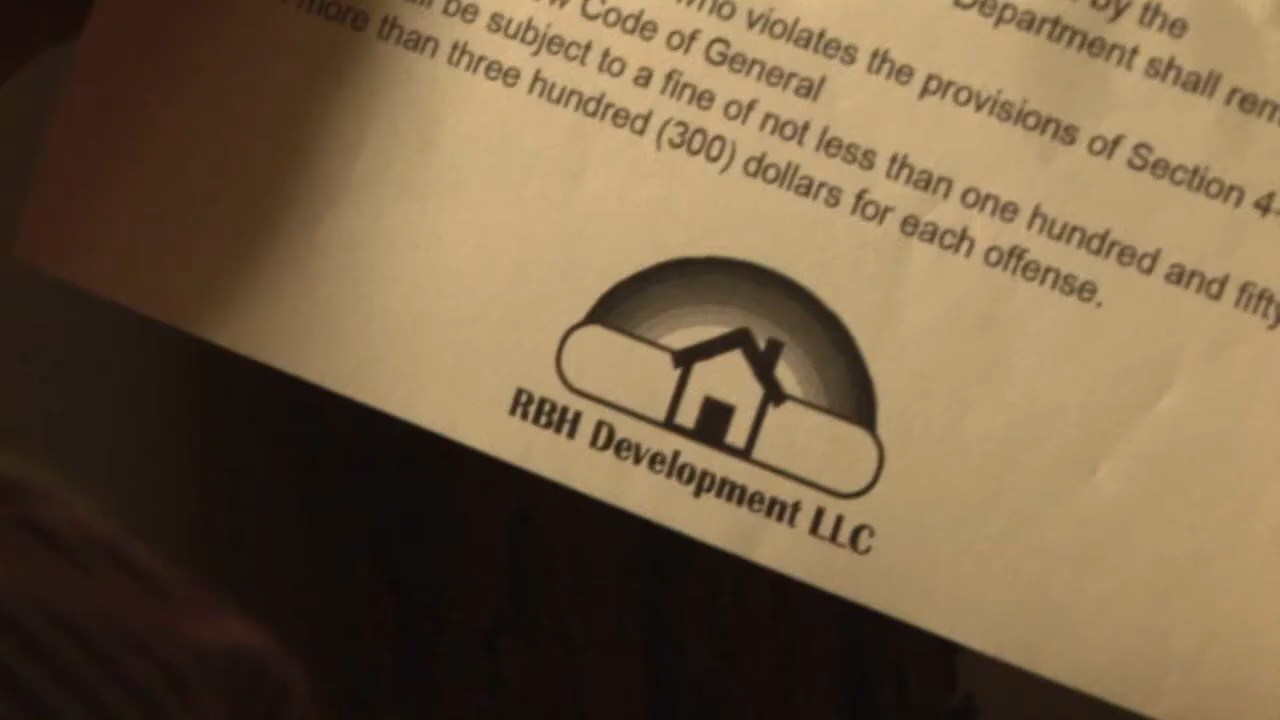 by the
Department shall
who violates the provisions of Section 4-
Code of General
be subject to a fine of not less than one hundred and fifty
more than three hundred (300) dollars for each offense.
RBH Development LLC